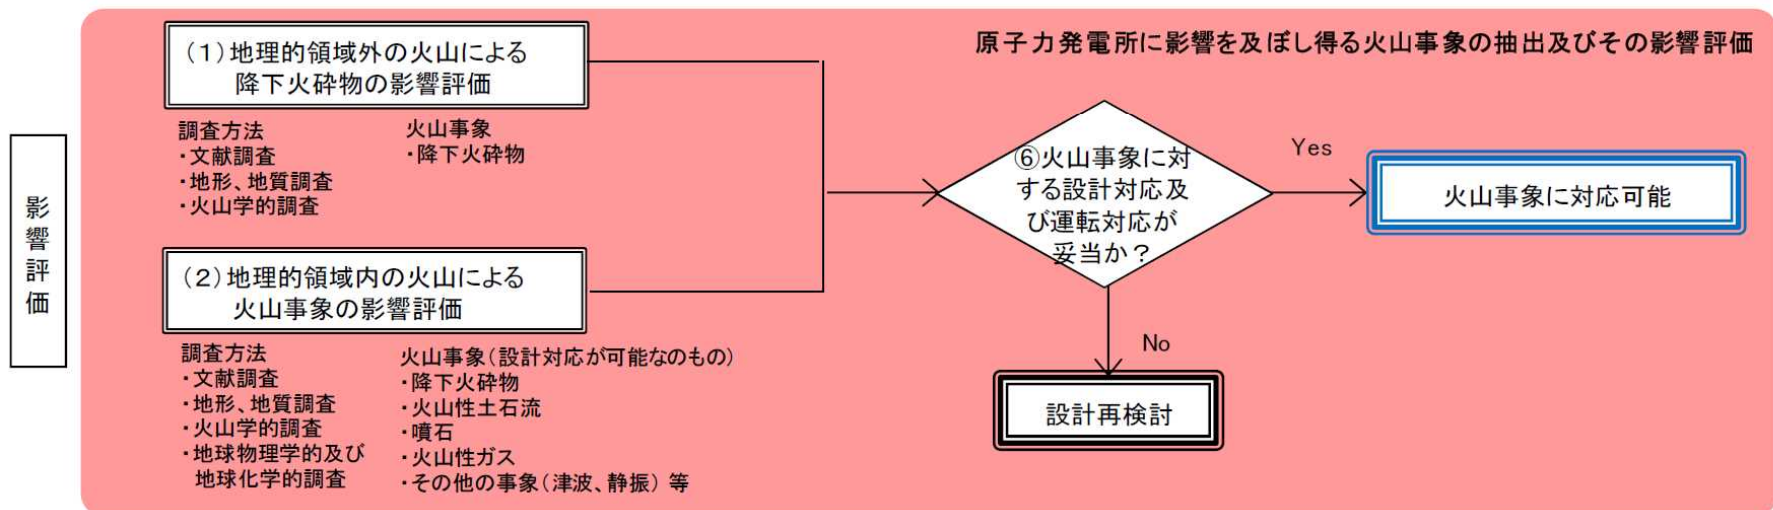 影響評価
原子力発電所に影響を及ぼし得る火山事象の抽出及びその影響評価
（１）地理的領域外の火山による
降下火砕物の影響評価
調査方法
・文献調査
・地形、地質調査
・火山学的調査
火山事象
・降下火砕物
（２）地理的領域内の火山による
火山事象の影響評価
調査方法
・文献調査
・地形、地質調査
・火山学的調査
・地球物理学的及び
地球化学的調査
火山事象（設計対応が可能なのもの）
・降下火砕物
・火山性土石流
・噴石
・火山性ガス
・その他の事象（津波、静振）等
⑥火山事象に対
する設計対応及
び運転対応が
妥当か？
Yes
火山事象に対応可能
No
設計再検討